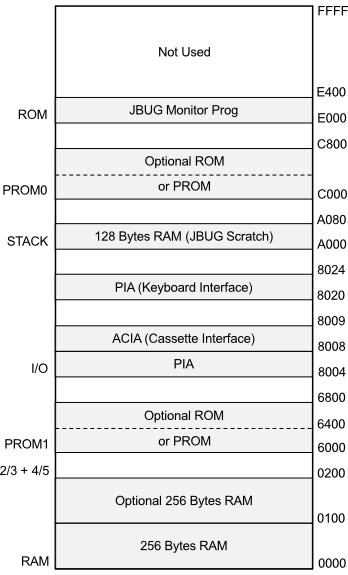 FFFF
Not Used
E400
ROM JBUG Monitor Prog E000
C800
Optional ROM
PROM0 or PROM C000
A080
STACK 128 Bytes RAM (JBUG Scratch) A000
8024
PIA (Keyboard Interface) 8020
8009
ACIA (Cassette Interface) 8008
I/O PIA 8004
6800
Optional ROM 6400
PROM1 or PROM 6000
2/3 + 4/5 0200
Optional 256 Bytes RAM
0100
256 Bytes RAM
RAM 0000